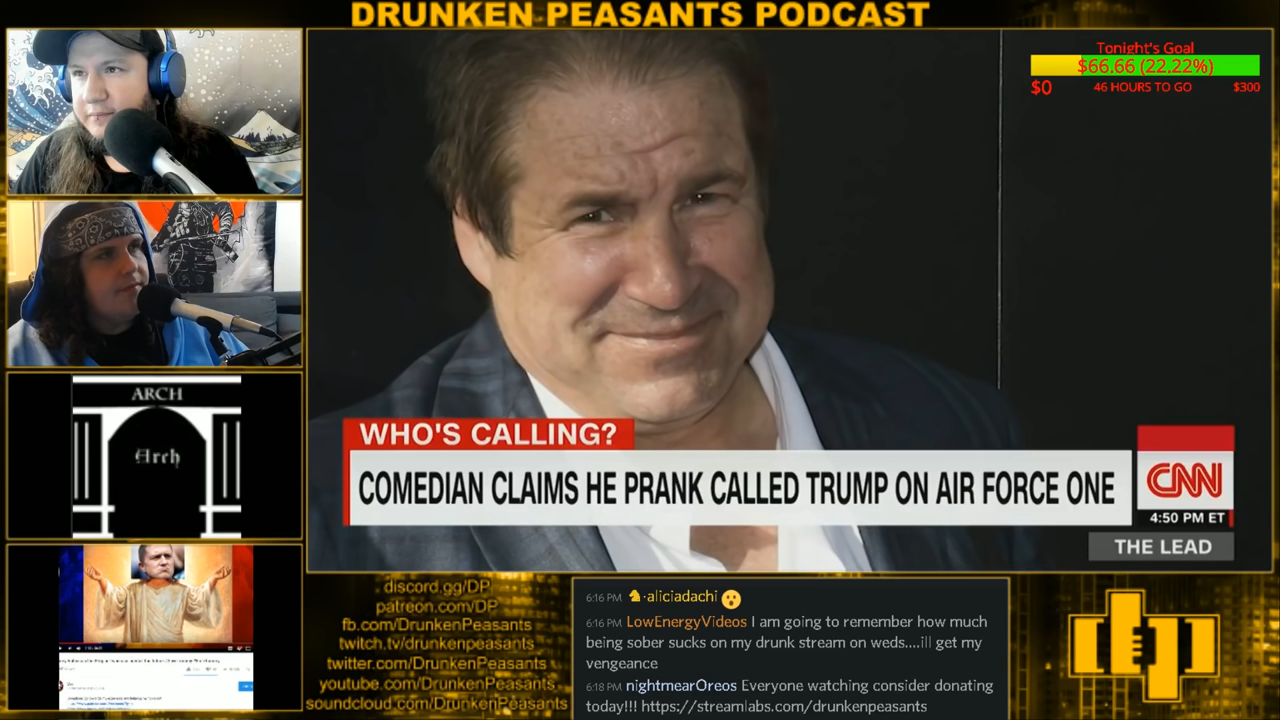 DRUNKEN PEASANTS PODCAST
Tonight's Goal
$66.66 (22.22%)
$0 46 HOURS TO GO $300
ARCH
Arch
WHO'S CALLING?
COMEDIAN CLAIMS HE PRANK CALLED TRUMP ON AIR FORCE ONE
CNN
4:50 PM ET
THE LEAD
discord.gg/DP
patreon.com/DP
fb.com/DrunkenPeasants
twitch.tv/drunkenpeasants
twitter.com/DrunkenPeasants
youtube.com/DrunkenPeasants
soundcloud.com/DrunkenPeasants
6:16 PM aliciadachi
6:16 PM LowEnergyVideos I am going to remember how much
being sober sucks on my drunk stream on weds....ill get my
vengeance
6:18 PM nightmearOreos Everyone watching consider donating
today!!! https://streamlabs.com/drunkenpeasants